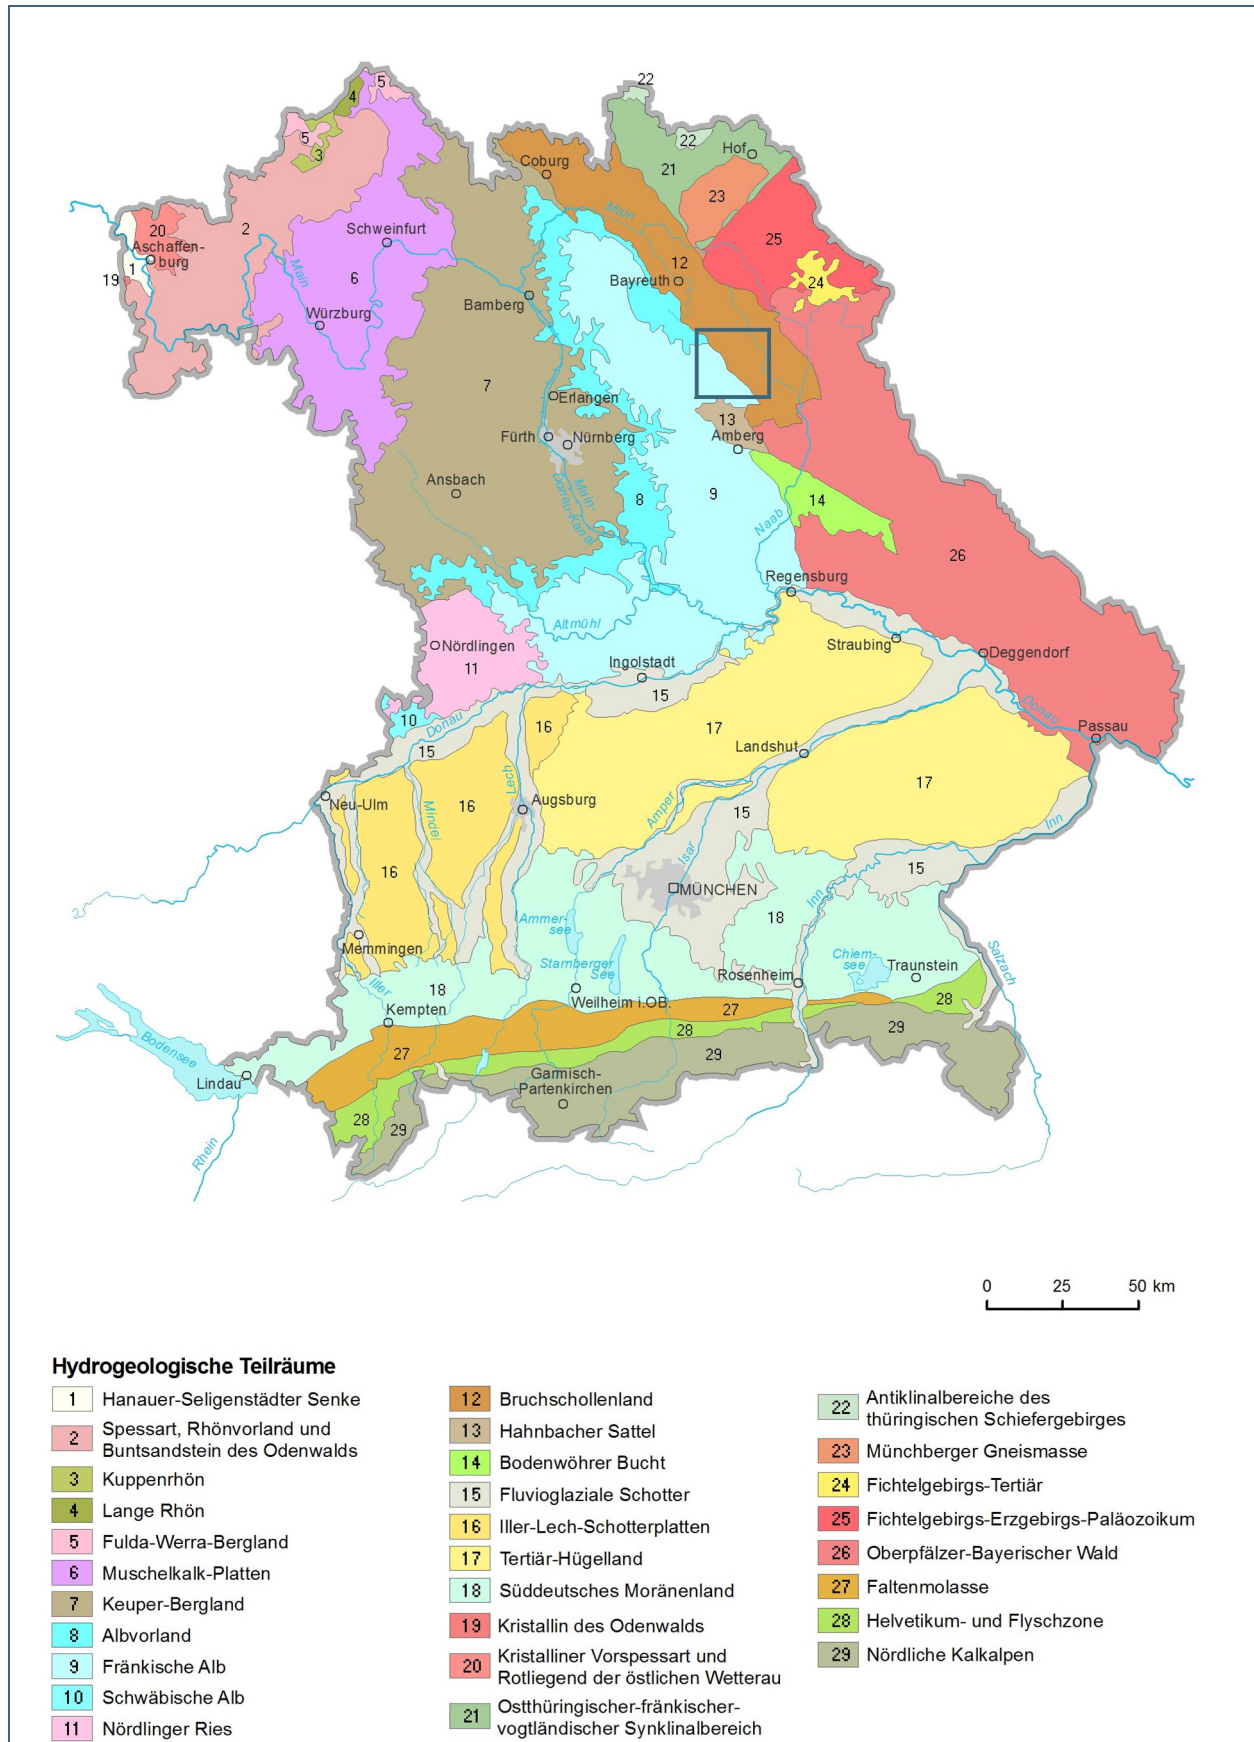 22
5
4
22
Hof
5
3
Coburg
21
23
20
2
Main
Schweinfurt
25
Aschaffen-
burg
1
19
Main
6
12
Bayreuth
24
Bamberg
Würzburg
7
Erlangen
13
Fürth
Nürnberg
Amberg
Ansbach
Main-
Donau-Kanal
8
9
14
Naab
26
Regensburg
Altmühl
Straubing
Nördlingen
Deggendorf
11
Ingolstadt
15
Donau
10
Donau
16
17
Passau
15
Landshut
Lech
17
Neu-Ulm
Mindel
16
Augsburg
Amper
15
Inn
Isar
16
15
MÜNCHEN
Inn
Ammer-
see
18
Memmingen
Starnberger
See
Chiem-
see
Salzach
Traunstein
Rosenheim
Iller
18
Weilheim i.OB.
27
28
Kempten
28
29
Bodensee
27
29
Lindau
Garmisch-
Partenkirchen
28
29
Rhein
0 25 50 km
Hydrogeologische Teilräume
1 Hanauer-Seligenstädter Senke
2 Spessart, Rhönvorland und
Buntsandstein des Odenwalds
3 Kuppenrhön
4 Lange Rhön
5 Fulda-Werra-Bergland
6 Muschelkalk-Platten
7 Keuper-Bergland
8 Albvorland
9 Fränkische Alb
10 Schwäbische Alb
11 Nördlinger Ries
12 Bruchschollenland
13 Hahnbacher Sattel
14 Bodenwöhrer Bucht
15 Fluvioglaziale Schotter
16 Iller-Lech-Schotterplatten
17 Tertiär-Hügelland
18 Süddeutsches Moränenland
19 Kristallin des Odenwalds
20 Kristalliner Vorspessart und
Rotliegend der östlichen Wetterau
21 Ostthüringischer-fränkischer-
vogtländischer Synklinalbereich
22 Antiklinalbereiche des
thüringischen Schiefergebirges
23 Münchberger Gneismasse
24 Fichtelgebirgs-Tertiär
25 Fichtelgebirgs-Erzgebirgs-Paläozoikum
26 Oberpfälzer-Bayerischer Wald
27 Faltenmolasse
28 Helvetikum- und Flyschzone
29 Nördliche Kalkalpen